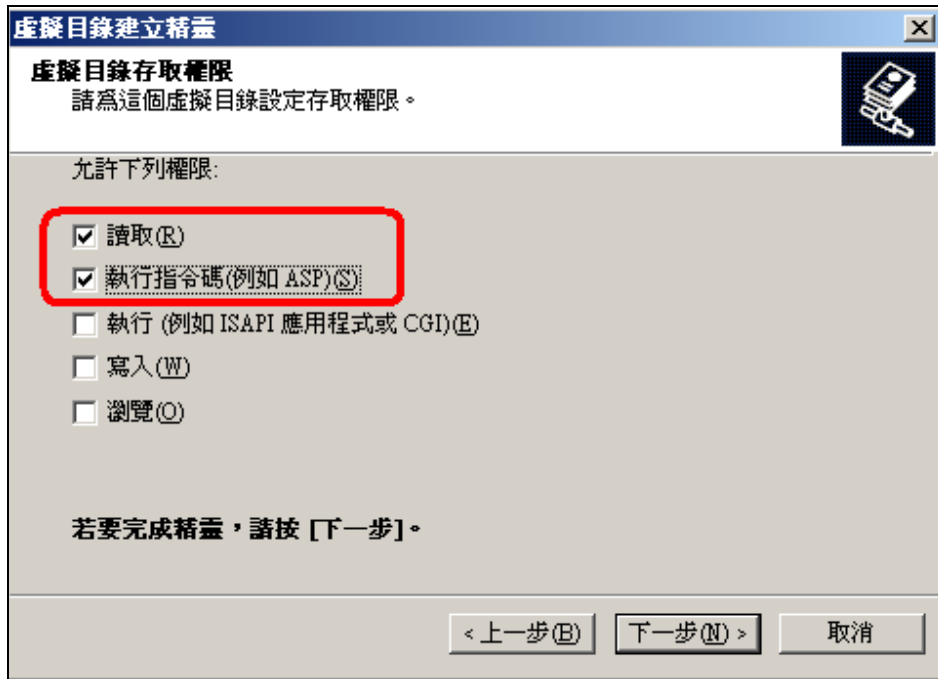 虛擬目錄建立精靈
虛擬目錄存取權限
請為這個虛擬目錄設定存取權限。
允許下列權限:
讀取(R)
執行指令碼(例如 ASP)(S)
執行 (例如 ISAPI 應用程式或 CGI)(E)
寫入(W)
瀏覽(O)
若要完成精靈，請按 [下一步]。
< 上一步(B)
下一步(N) >
取消